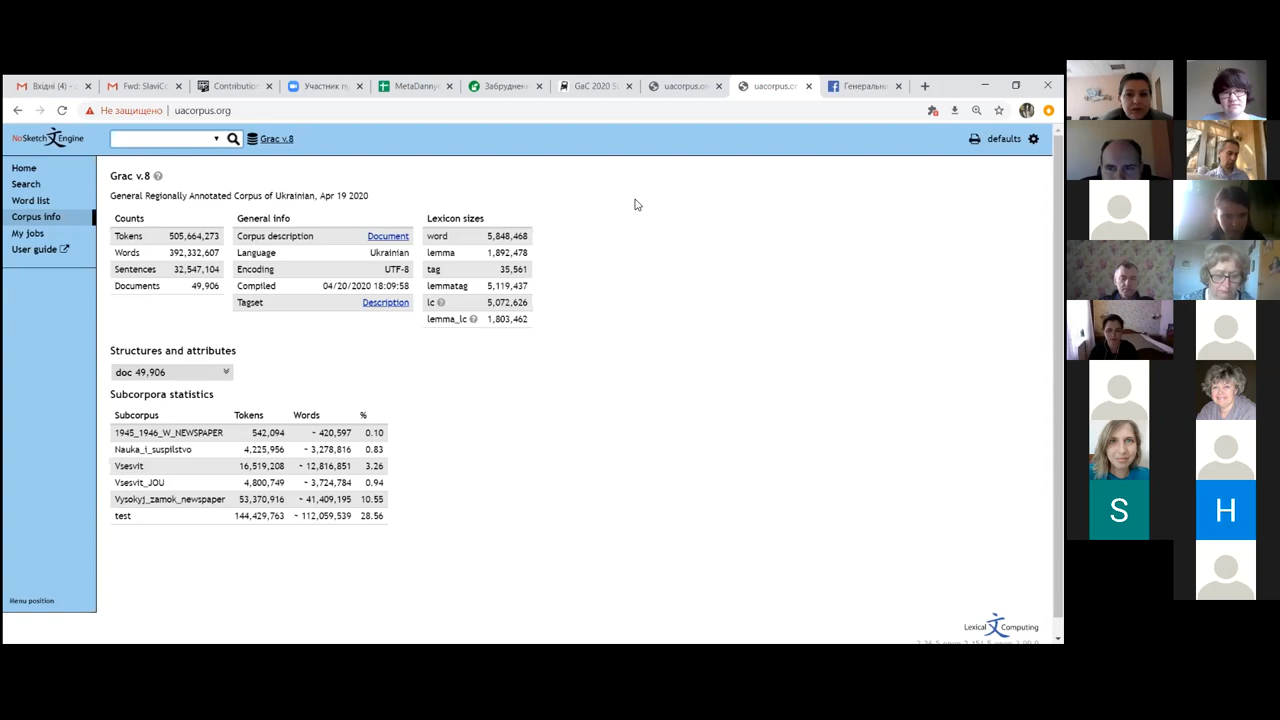 Вхідні (4) - 
Fwd: SlaviCo
Contribution
Участник пу
MetaDannyc
Забруднен
GaC 2020 Su
uacorpus.or
uacorpus.or
Генеральн
Не защищено
uacorpus.org
NoSketch Engine
Grac v.8
defaults
Home
Search
Word list
Corpus info
My jobs
User guide
Menu position
Grac v.8
General Regionally Annotated Corpus of Ukrainian, Apr 19 2020
Counts
Tokens 505,664,273
Words 392,332,607
Sentences 32,547,104
Documents 49,906
General info
Corpus description Document
Language Ukrainian
Encoding UTF-8
Compiled 04/20/2020 18:09:58
Tagset Description
Lexicon sizes
word 5,848,468
lemma 1,892,478
tag 35,561
lemmatag 5,119,437
lc 5,072,626
lemma_lc 1,803,462
Structures and attributes
doc 49,906
Subcorpora statistics
Subcorpus Tokens Words %
1945_1946_W_NEWSPAPER 542,094 ~ 420,597 0.10
Nauka_i_suspilstvo 4,225,956 ~ 3,278,816 0.83
Vsesvit 16,519,208 ~ 12,816,851 3.26
Vsesvit_JOU 4,800,749 ~ 3,724,784 0.94
Vysokyj_zamok_newspaper 53,370,916 ~ 41,409,195 10.55
test 144,429,763 ~ 112,059,539 28.56
Lexical Computing
S
H